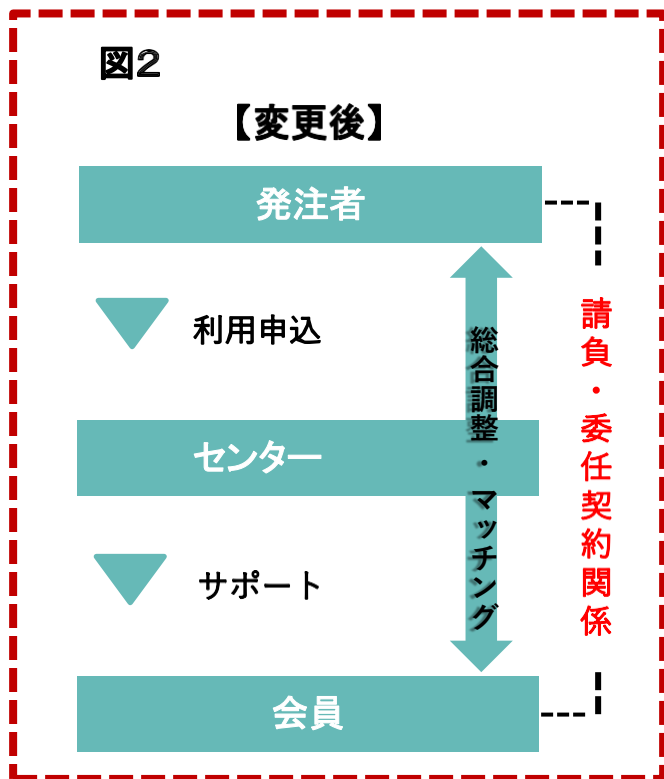 図２
【変更後】
発注者
利用申込
総合調整・マッチング
請負・委任契約関係
センター
サポート
会員